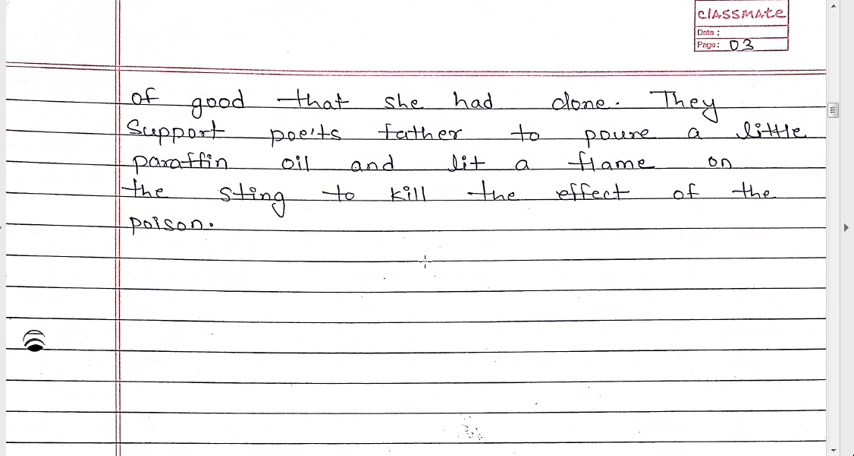 CLASSMATE
Date :
Page: 03
of good that she had done. They
Support poeits father to poure a little
paraffin oil and lit a flame on
the sting to kill the effect of the
poison.